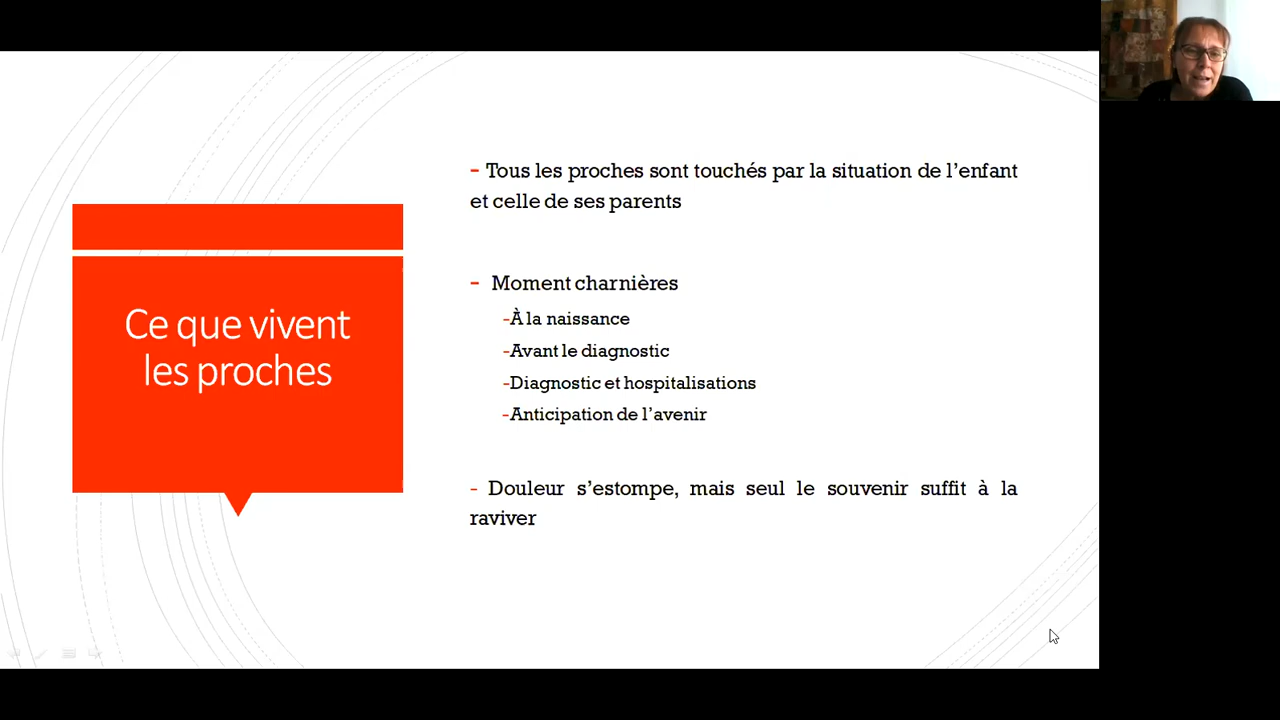 Ce que vivent
les proches
- Tous les proches sont touchés par la situation de l’enfant
et celle de ses parents
- Moment charnières
-À la naissance
-Avant le diagnostic
-Diagnostic et hospitalisations
-Anticipation de l’avenir
- Douleur s’estompe, mais seul le souvenir suffit à la
raviver